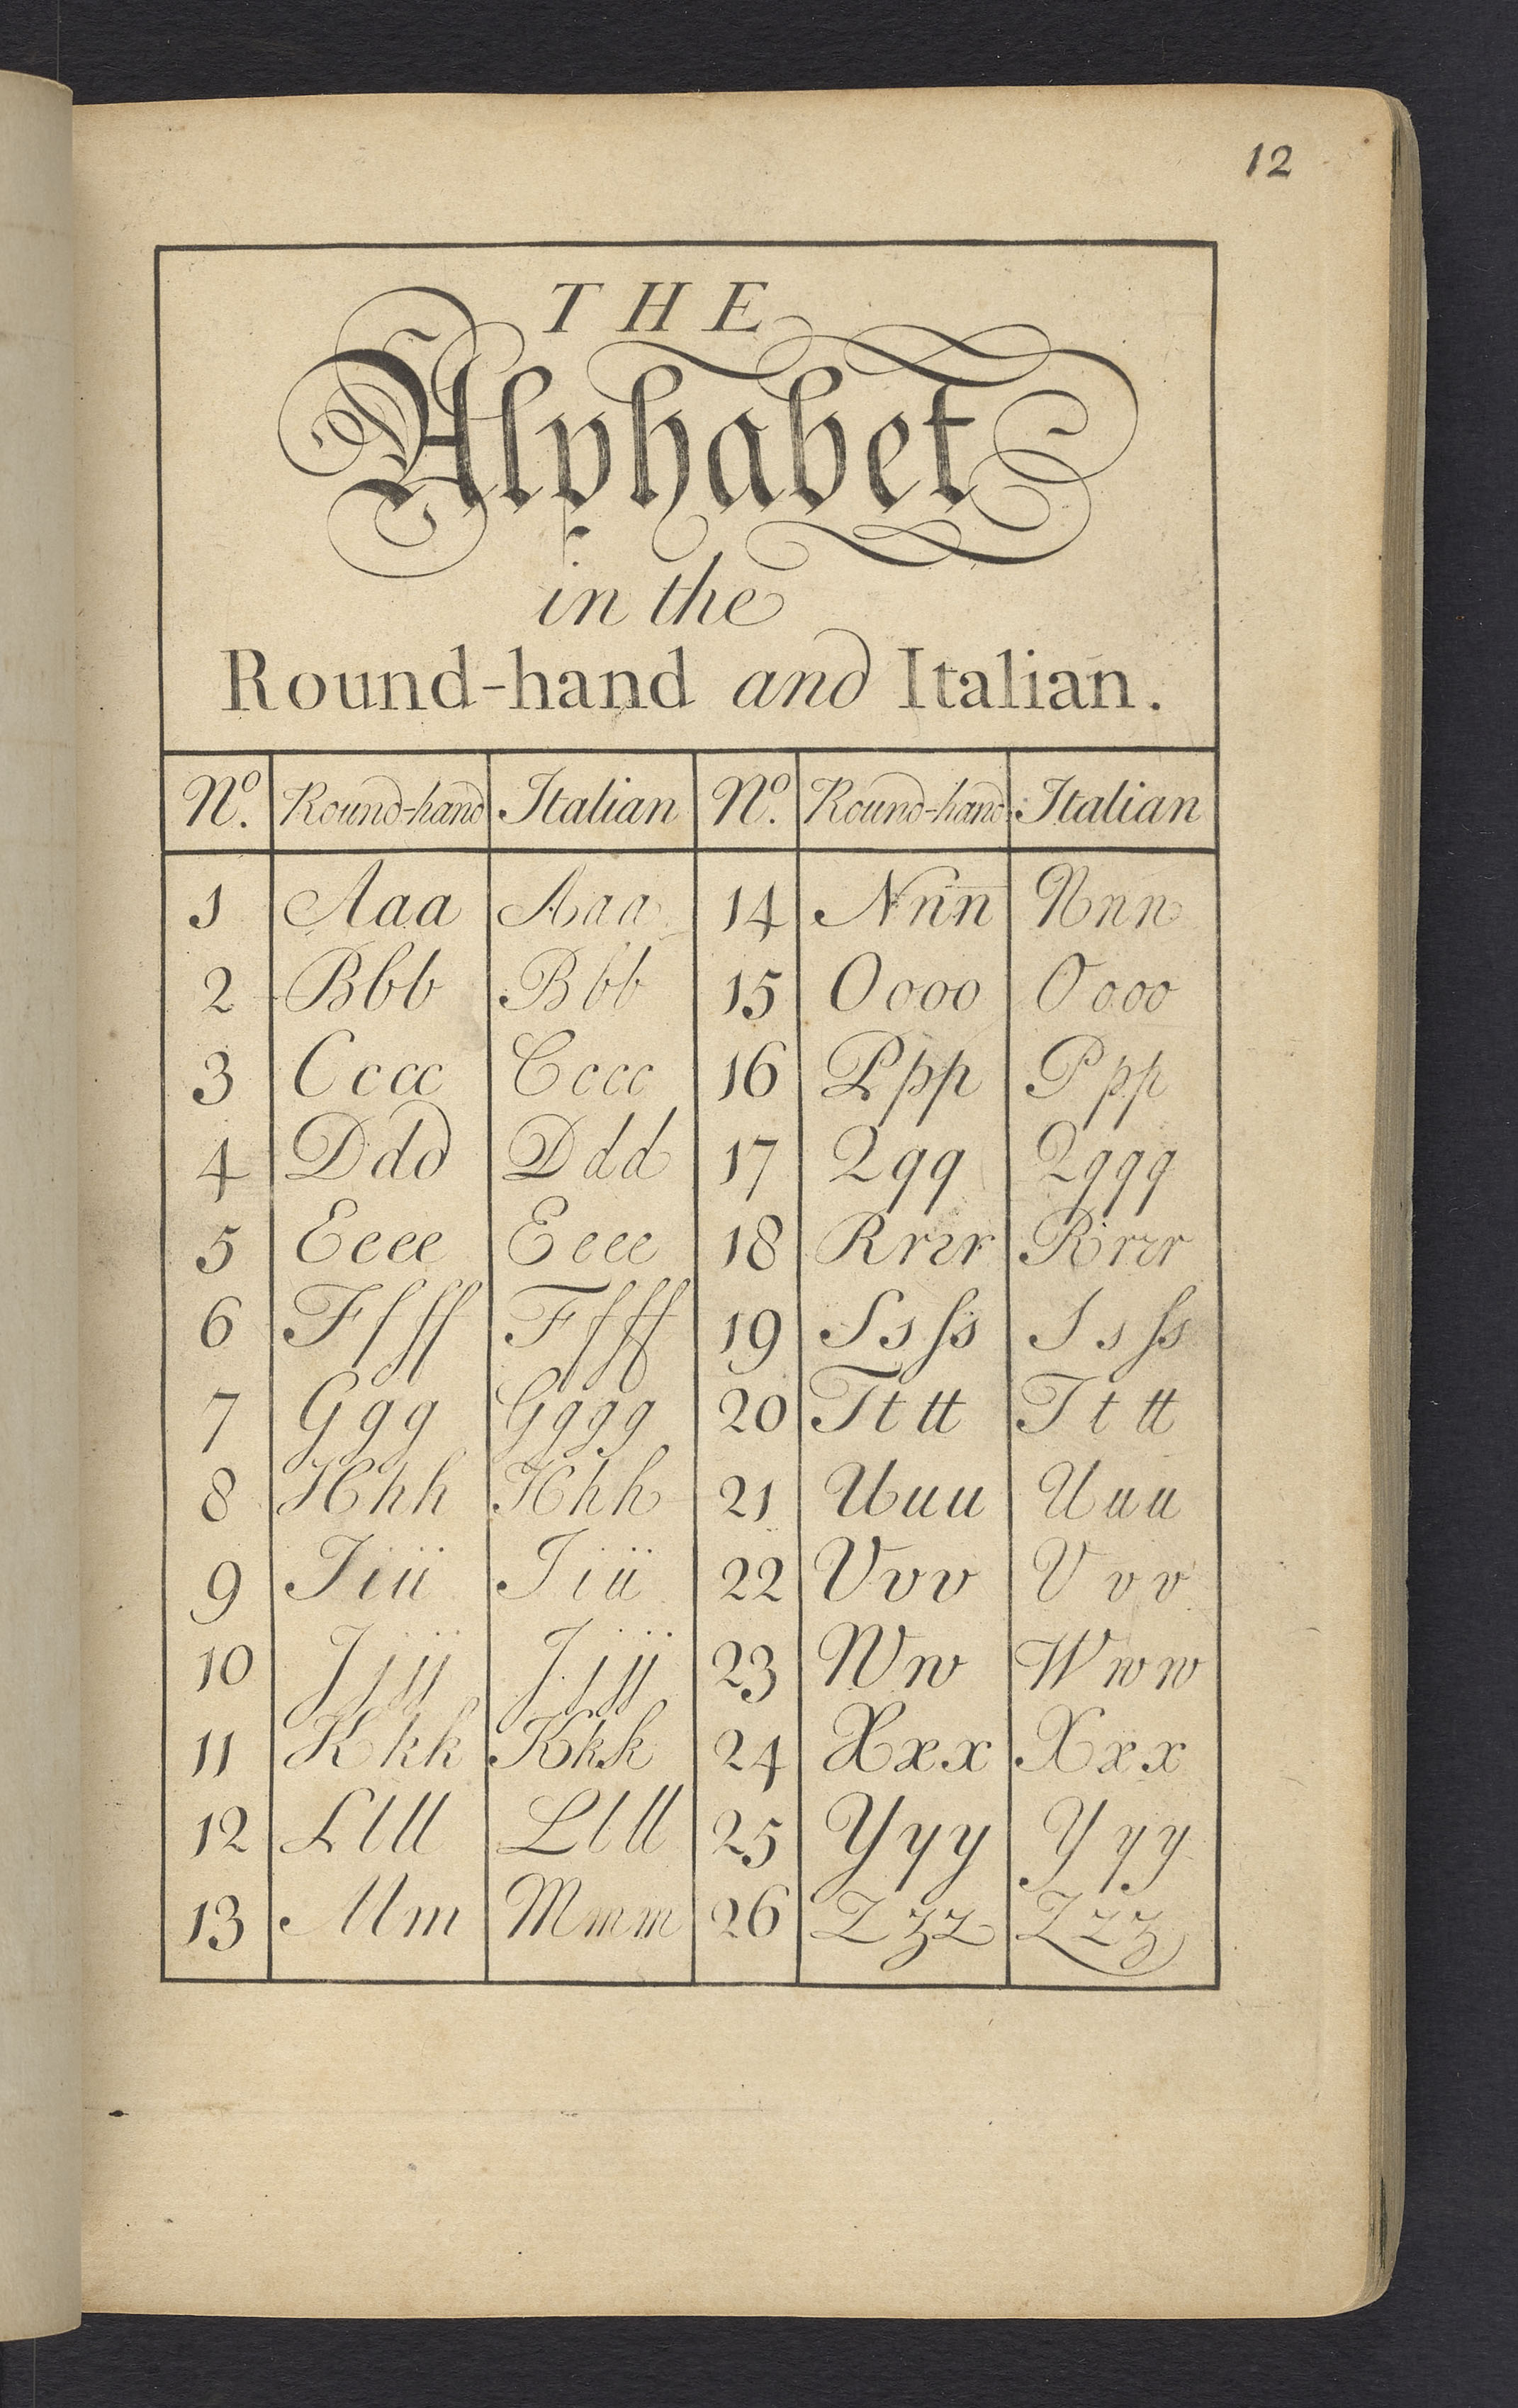 12
THE
Alphabet
in the
Round-hand and Italian.
No. Round-hand Italian No. Round-hand Italian
1 Aaa Aaa 14 Nnn Nnn
2 Bbb Bbb 15 Oooo Oooo
3 Cccc Cccc 16 Ppp Ppp
4 Ddd Ddd 17 Qqq Qqqq
5 Eeee Eeee 18 Rrꝛr Rrꝛr
6 Ffff Ffff 19 Ssſs Ssſs
7 Ggg Gggg 20 Tttt Tttt
8 Hhh Hhh 21 Uuu Uuu
9 Iiii Iiii 22 Vvv Vvv
10 Jjjj Jjjj 23 Ww Www
11 Kkk Kkk 24 Xxx Xxx
12 Llll Llll 25 Yyy Yyy
13 Mm Mmm 26 Zzz Zzz